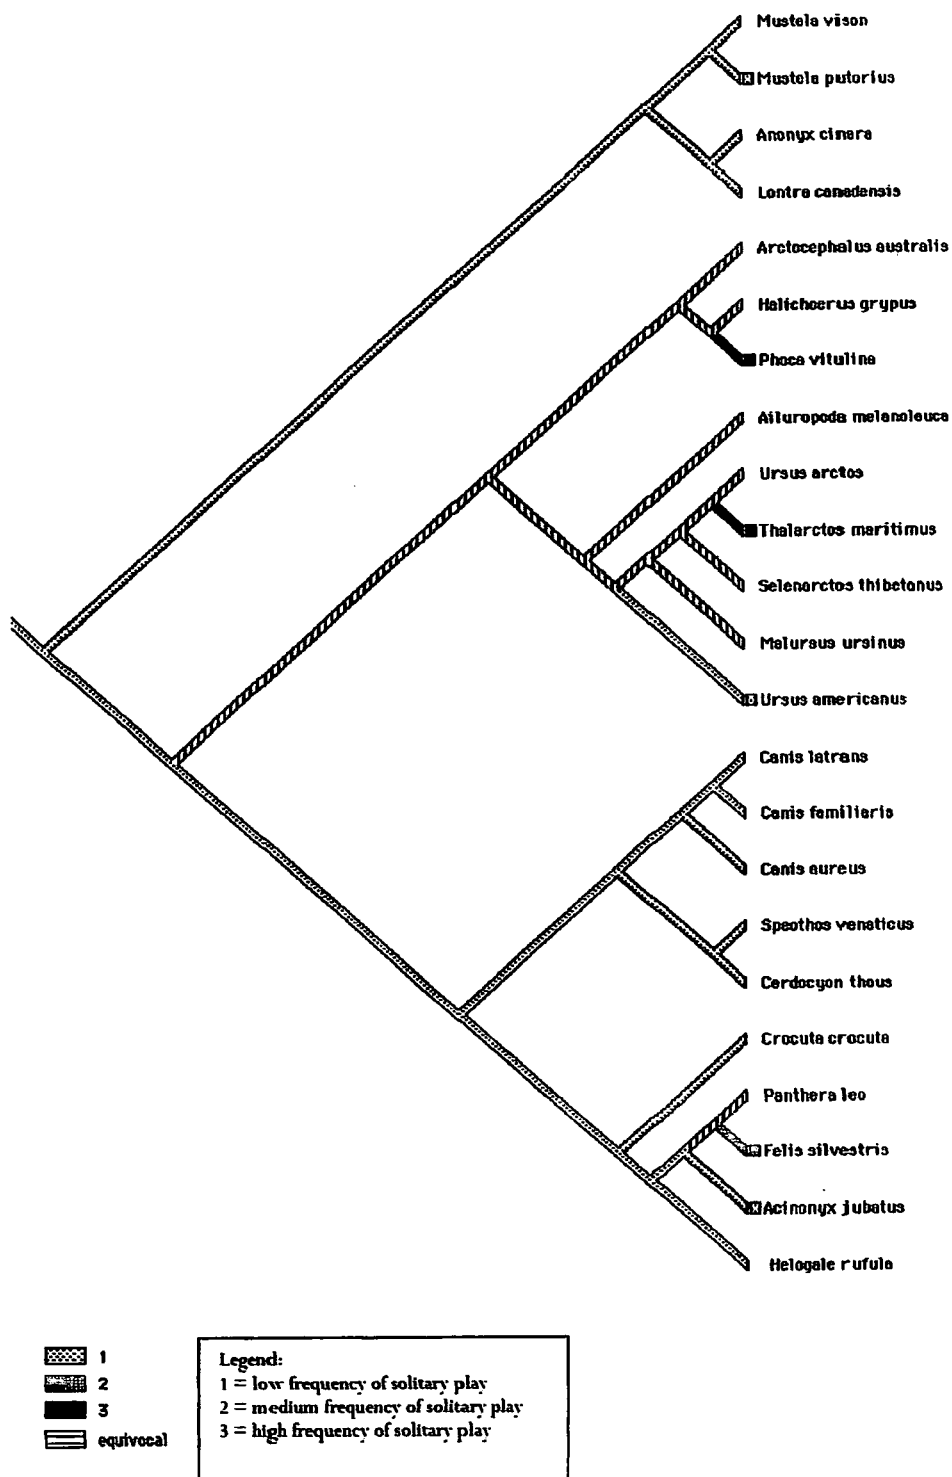 Mustela vison
Mustela putorius
Anonyx cinera
Lontra canadensis
Arctocephalus australis
Halichoerus grypus
Phoca vitulina
Ailuropoda melanoleuca
Ursus arctos
Thalarctos maritimus
Selenarctos thibetanus
Melursus ursinus
Ursus americanus
Canis latrans
Canis familiaris
Canis aureus
Speothos venaticus
Cerdocyon thous
Crocuta crocuta
Panthera leo
Felis silvestris
Acinonyx jubatus
Helogale rufula
1
2
3
equivocal
Legend:
1 = low frequency of solitary play
2 = medium frequency of solitary play
3 = high frequency of solitary play